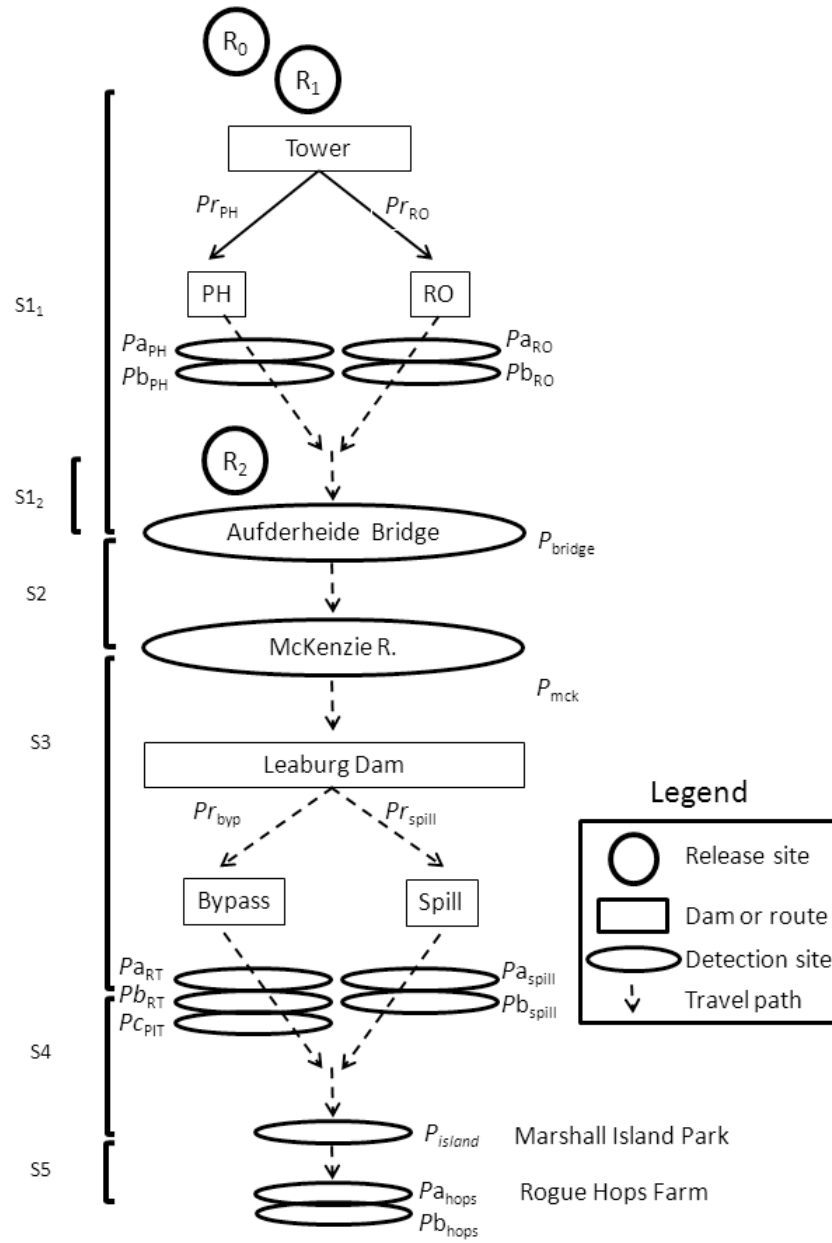 R0
R1
Tower
PrPH
PrRO
S11
PH
RO
PaPH
PaRO
PbPH
PbRO
R2
S12
Aufderheide Bridge
Pbridge
S2
McKenzie R.
Pmck
S3
Leaburg Dam
Prbyp
Prspill
Legend
Release site
Bypass
Spill
Dam or route
PaRT
Paspill
Detection site
PbRT
Pbspill
Travel path
PcPIT
S4
Pisland
Marshall Island Park
S5
Pahops
Rogue Hops Farm
Pbhops